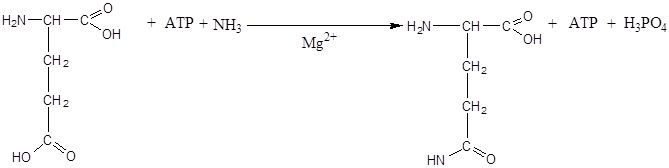 H₂N—CH—C=O OH + ATP + NH₃ Mg²⁺ H₂N—CH—C=O OH + ATP + H₃PO₄
CH₂ CH₂
CH₂ CH₂
HO—C=O HN—C=O